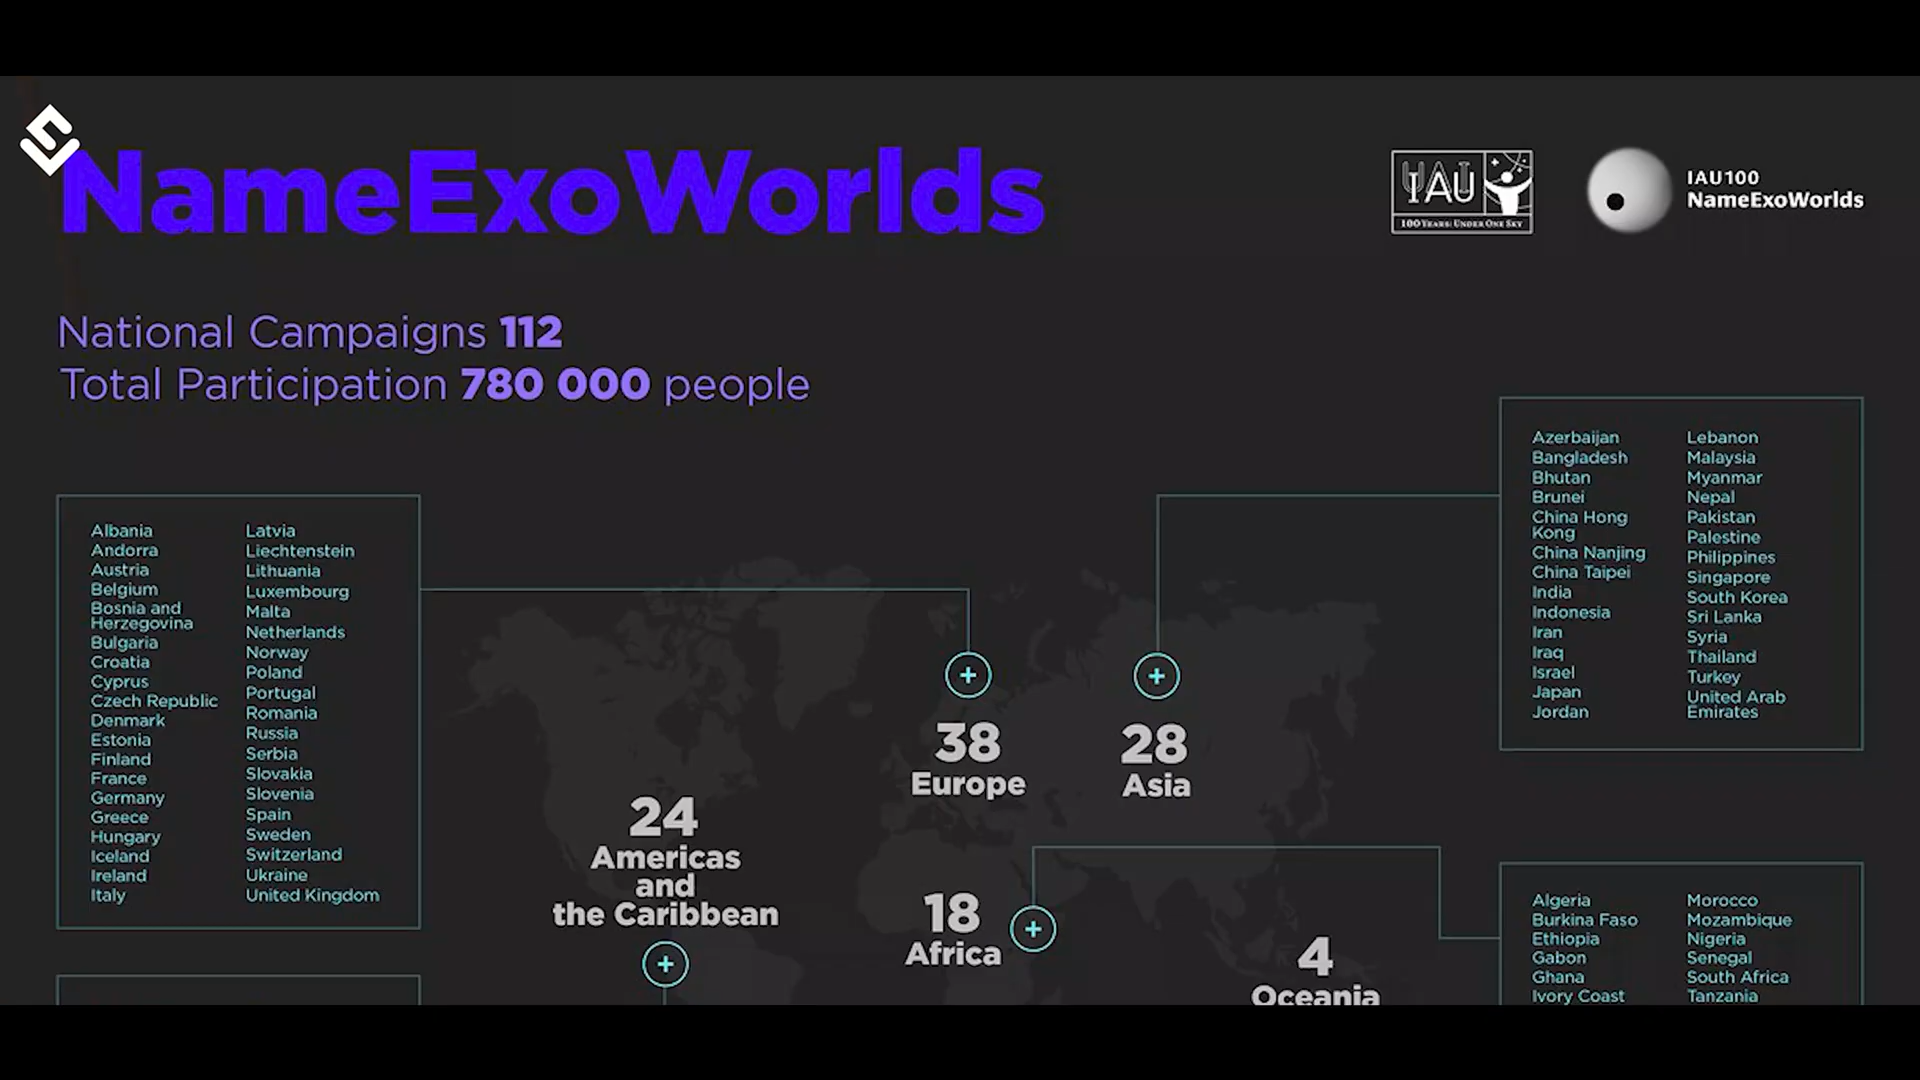 NameExoWorlds
IAU
100 Years: Under One Sky
IAU100
NameExoWorlds
National Campaigns 112
Total Participation 780 000 people
Albania
Andorra
Austria
Belgium
Bosnia and
Herzegovina
Bulgaria
Croatia
Cyprus
Czech Republic
Denmark
Estonia
Finland
France
Germany
Greece
Hungary
Iceland
Ireland
Italy
Latvia
Liechtenstein
Lithuania
Luxembourg
Malta
Netherlands
Norway
Poland
Portugal
Romania
Russia
Serbia
Slovakia
Slovenia
Spain
Sweden
Switzerland
Ukraine
United Kingdom
38
Europe
28
Asia
Azerbaijan
Bangladesh
Bhutan
Brunei
China Hong
Kong
China Nanjing
China Taipei
India
Indonesia
Iran
Iraq
Israel
Japan
Jordan
Lebanon
Malaysia
Myanmar
Nepal
Pakistan
Palestine
Philippines
Singapore
South Korea
Sri Lanka
Syria
Thailand
Turkey
United Arab
Emirates
24
Americas
and
the Caribbean
18
Africa
4
Oceania
Algeria
Burkina Faso
Ethiopia
Gabon
Ghana
Ivory Coast
Morocco
Mozambique
Nigeria
Senegal
South Africa
Tanzania